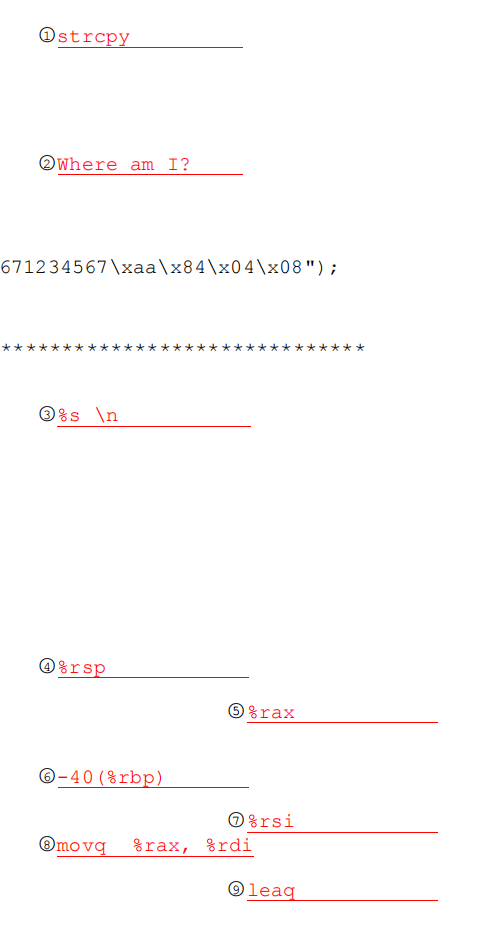 ①strcpy
②Where am I?
671234567\xaa\x84\x04\x08");
******************************
③%s \n
④%rsp
⑤%rax
⑥-40(%rbp)
⑦%rsi
⑧movq  %rax, %rdi
⑨leaq